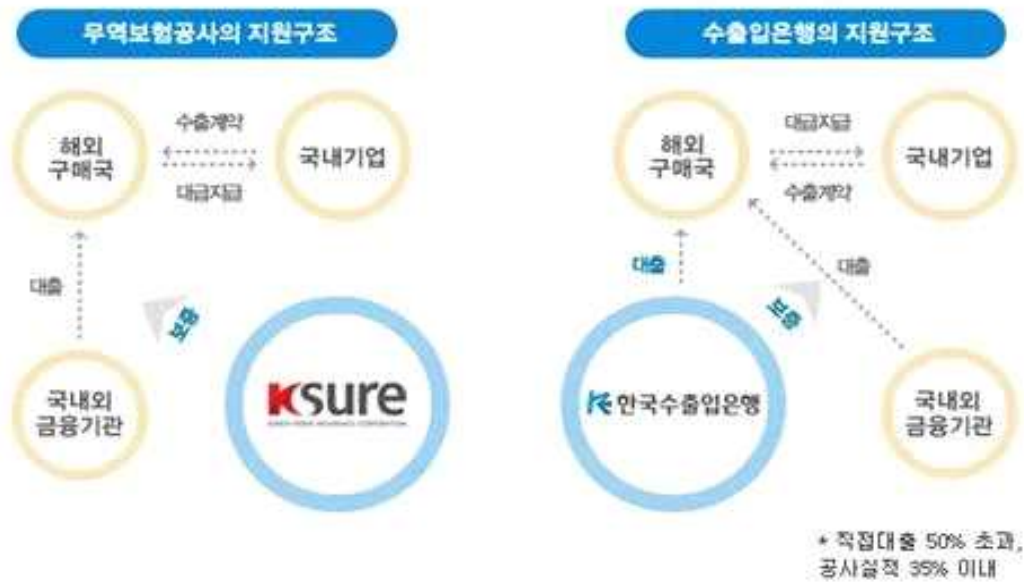 무역보험공사의 지원구조
해외
구매국
수출계약
대금지급
국내기업
대출
보증
국내외
금융기관
Ksure
수출입은행의 지원구조
해외
구매국
대금지급
수출계약
국내기업
대출
보증
대출
한국수출입은행
국내외
금융기관
* 직접대출 50% 초과,
공사실적 35% 이내